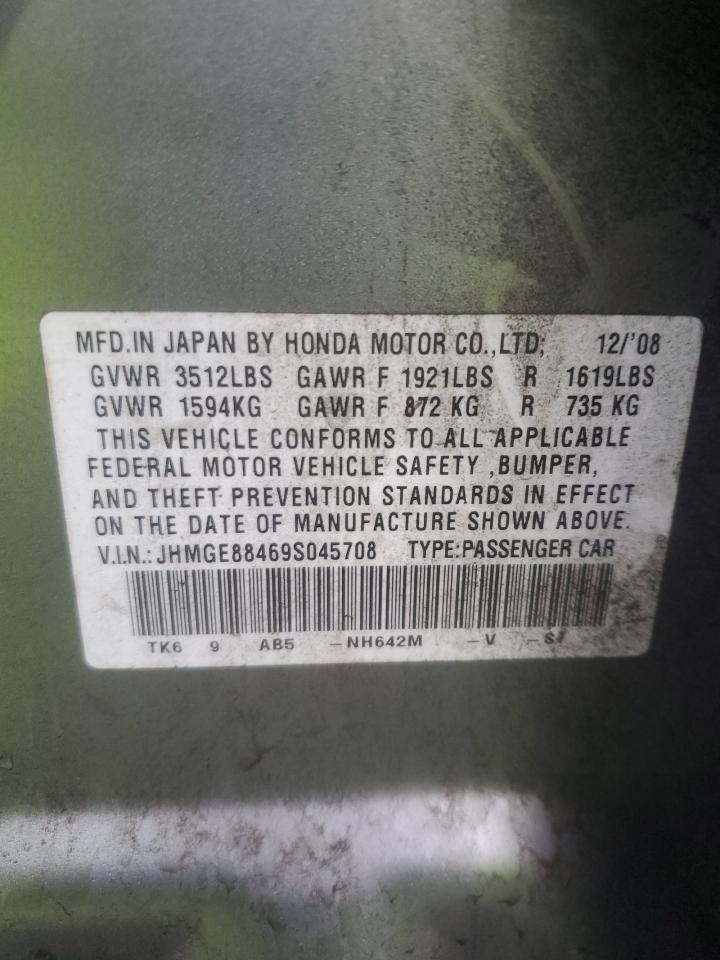 MFD.IN JAPAN BY HONDA MOTOR CO.,LTD; 12/'08
GVWR 3512LBS GAWR F 1921LBS R 1619LBS
GVWR 1594KG GAWR F 872 KG R 735 KG
THIS VEHICLE CONFORMS TO ALL APPLICABLE
FEDERAL MOTOR VEHICLE SAFETY ,BUMPER,
AND THEFT PREVENTION STANDARDS IN EFFECT
ON THE DATE OF MANUFACTURE SHOWN ABOVE.
V.I.N.: JHMGE88469S045708 TYPE:PASSENGER CAR
TK6 9 AB5 -NH642M -V -S